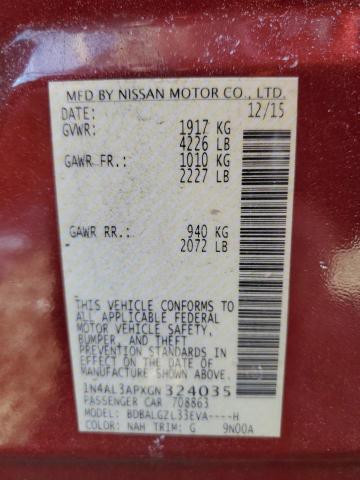 MFD BY NISSAN MOTOR CO., LTD.
DATE: 12/15
GVWR: 1917 KG
4226 LB
GAWR FR.: 1010 KG
2227 LB
GAWR RR.: 940 KG
2072 LB
THIS VEHICLE CONFORMS TO
ALL APPLICABLE FEDERAL
MOTOR VEHICLE SAFETY,
BUMPER, AND THEFT
PREVENTION STANDARDS
IN EFFECT ON THE DATE OF
MANUFACTURE SHOWN ABOVE.
1N4AL3APXGN324035
PASSENGER CAR 708863
MODEL: BDBALGZL33EVA----H
COLOR: NAH TRIM: G 9N00A